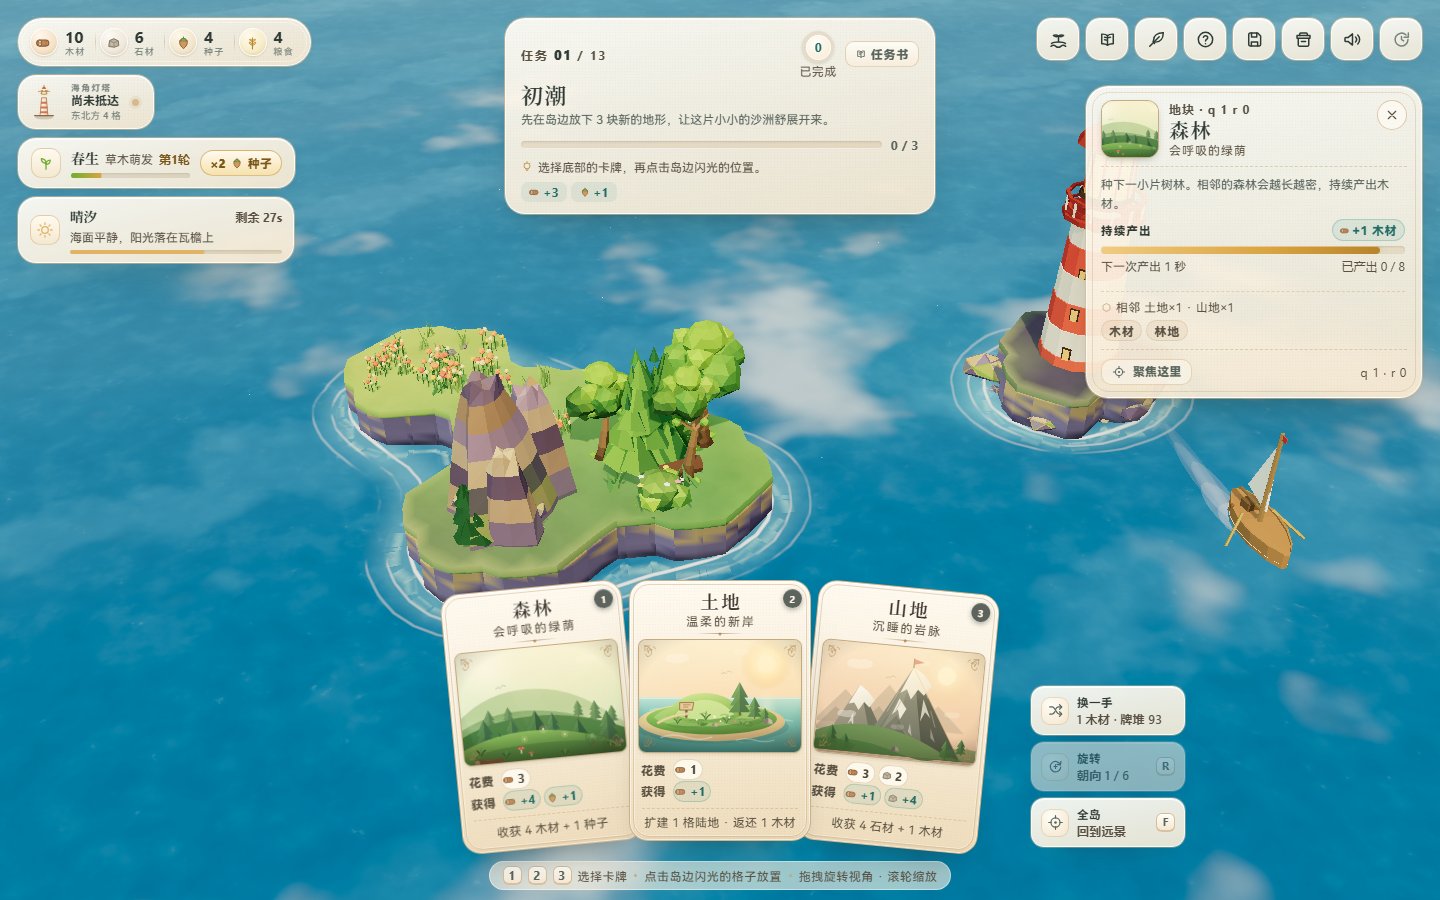 10
木材
6
石材
4
种子
4
粮食
海角灯塔
尚未抵达
东北方 4 格
春生 草木萌发 第1轮
×2 种子
晴汐 剩余 27s
海面平静，阳光落在瓦檐上
任务 01 / 13
0
已完成
任务书
初潮
先在岛边放下 3 块新的地形，让这片小小的沙洲舒展开来。
0 / 3
选择底部的卡牌，再点击岛边闪光的位置。
+3 +1
地块 · q 1 r 0
森林
会呼吸的绿荫
种下一小片树林。相邻的森林会越长越密，持续产出木
材。
持续产出 +1 木材
下一次产出 1 秒 已产出 0 / 8
相邻 土地×1 · 山地×1
木材 林地
聚焦这里 q 1 · r 0
森林 1
会呼吸的绿荫
花费 3
获得 +4 +1
收获 4 木材 + 1 种子
土地 2
温柔的新岸
花费 1
获得 +1
扩建 1 格陆地 · 返还 1 木材
山地 3
沉睡的岩脉
花费 3 2
获得 +1 +4
收获 4 石材 + 1 木材
换一手
1 木材 · 牌堆 93
旋转
朝向 1 / 6 R
全岛
回到远景 F
1 2 3 选择卡牌 · 点击岛边闪光的格子放置 · 拖拽旋转视角 · 滚轮缩放